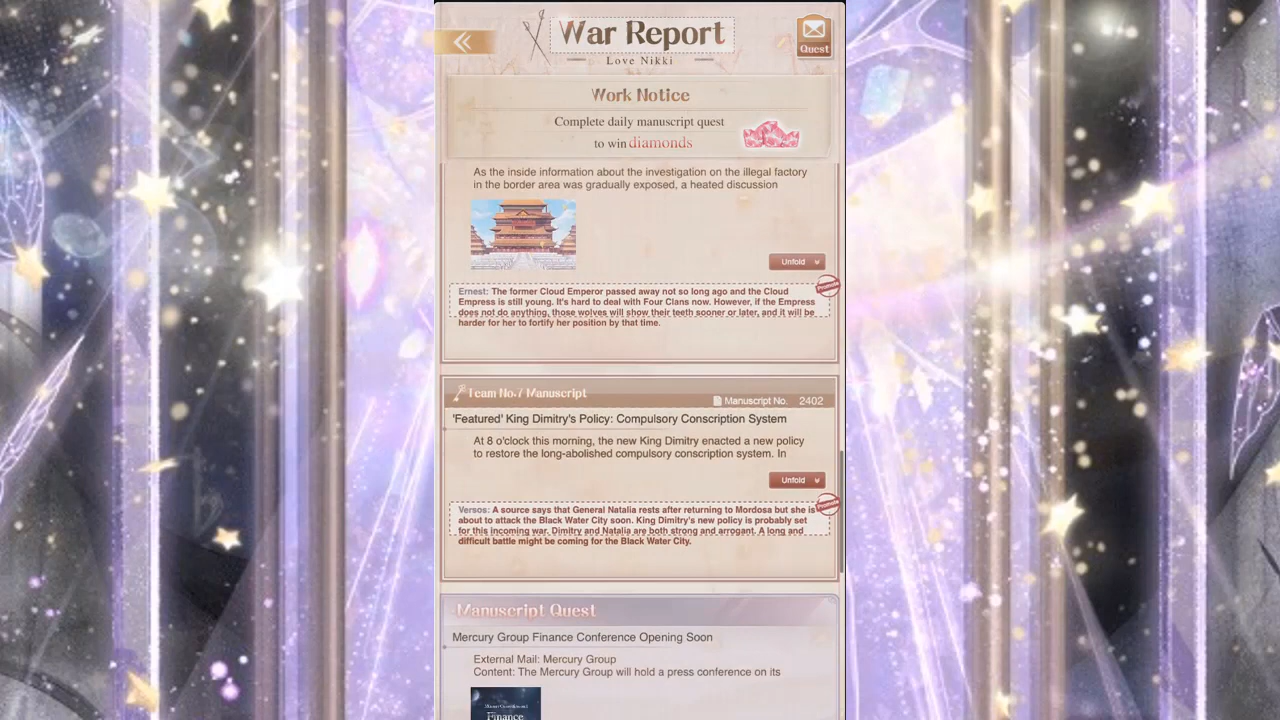 War Report
Quest
Love Nikki
Work Notice
Complete daily manuscript quest
to win diamonds
As the inside information about the investigation on the illegal factory
in the border area was gradually exposed, a heated discussion
Unfold
Promote
Ernest: The former Cloud Emperor passed away not so long ago and the Cloud
Empress is still young. It's hard to deal with Four Clans now. However, if the Empress
does not do anything, those wolves will show their teeth sooner or later, and it will be
harder for her to fortify her position by that time.
Team No.7 Manuscript
Manuscript No. 2402
'Featured' King Dimitry's Policy: Compulsory Conscription System
At 8 o'clock this morning, the new King Dimitry enacted a new policy
to restore the long-abolished compulsory conscription system. In
Unfold
Promote
Versos: A source says that General Natalia rests after returning to Mordosa but she is
about to attack the Black Water City soon. King Dimitry's new policy is probably set
for this incoming war. Dimitry and Natalia are both strong and arrogant. A long and
difficult battle might be coming for the Black Water City.
Manuscript Quest
Mercury Group Finance Conference Opening Soon
External Mail: Mercury Group
Content: The Mercury Group will hold a press conference on its
Finance